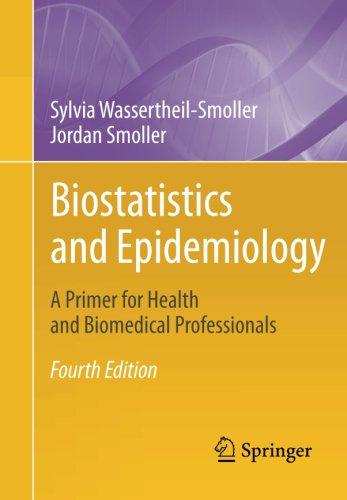 Sylvia Wassertheil-Smoller
Jordan Smoller
Biostatistics
and Epidemiology
A Primer for Health
and Biomedical Professionals
Fourth Edition
Springer